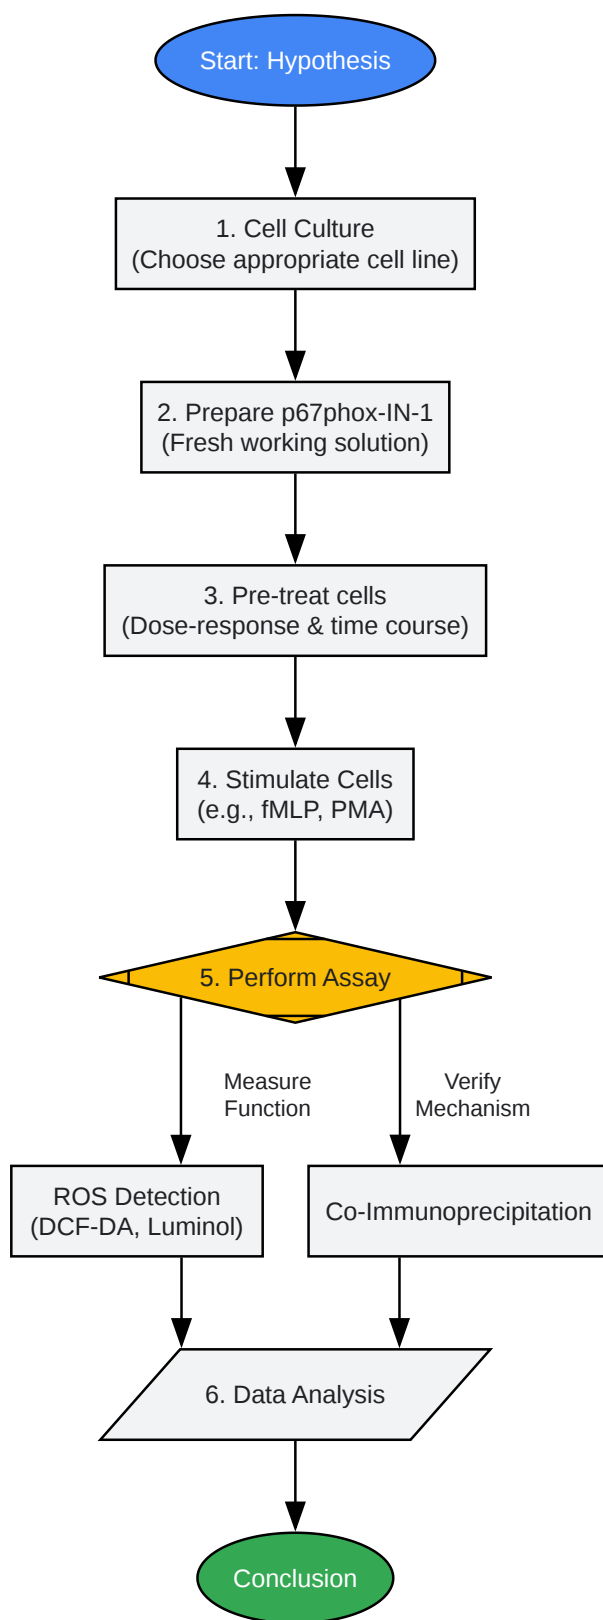 Start: Hypothesis
1. Cell Culture
(Choose appropriate cell line)
2. Prepare p67phox-IN-1
(Fresh working solution)
3. Pre-treat cells
(Dose-response & time course)
4. Stimulate Cells
(e.g., fMLP, PMA)
5. Perform Assay
Measure
Function
Verify
Mechanism
ROS Detection
(DCF-DA, Luminol)
Co-Immunoprecipitation
6. Data Analysis
Conclusion